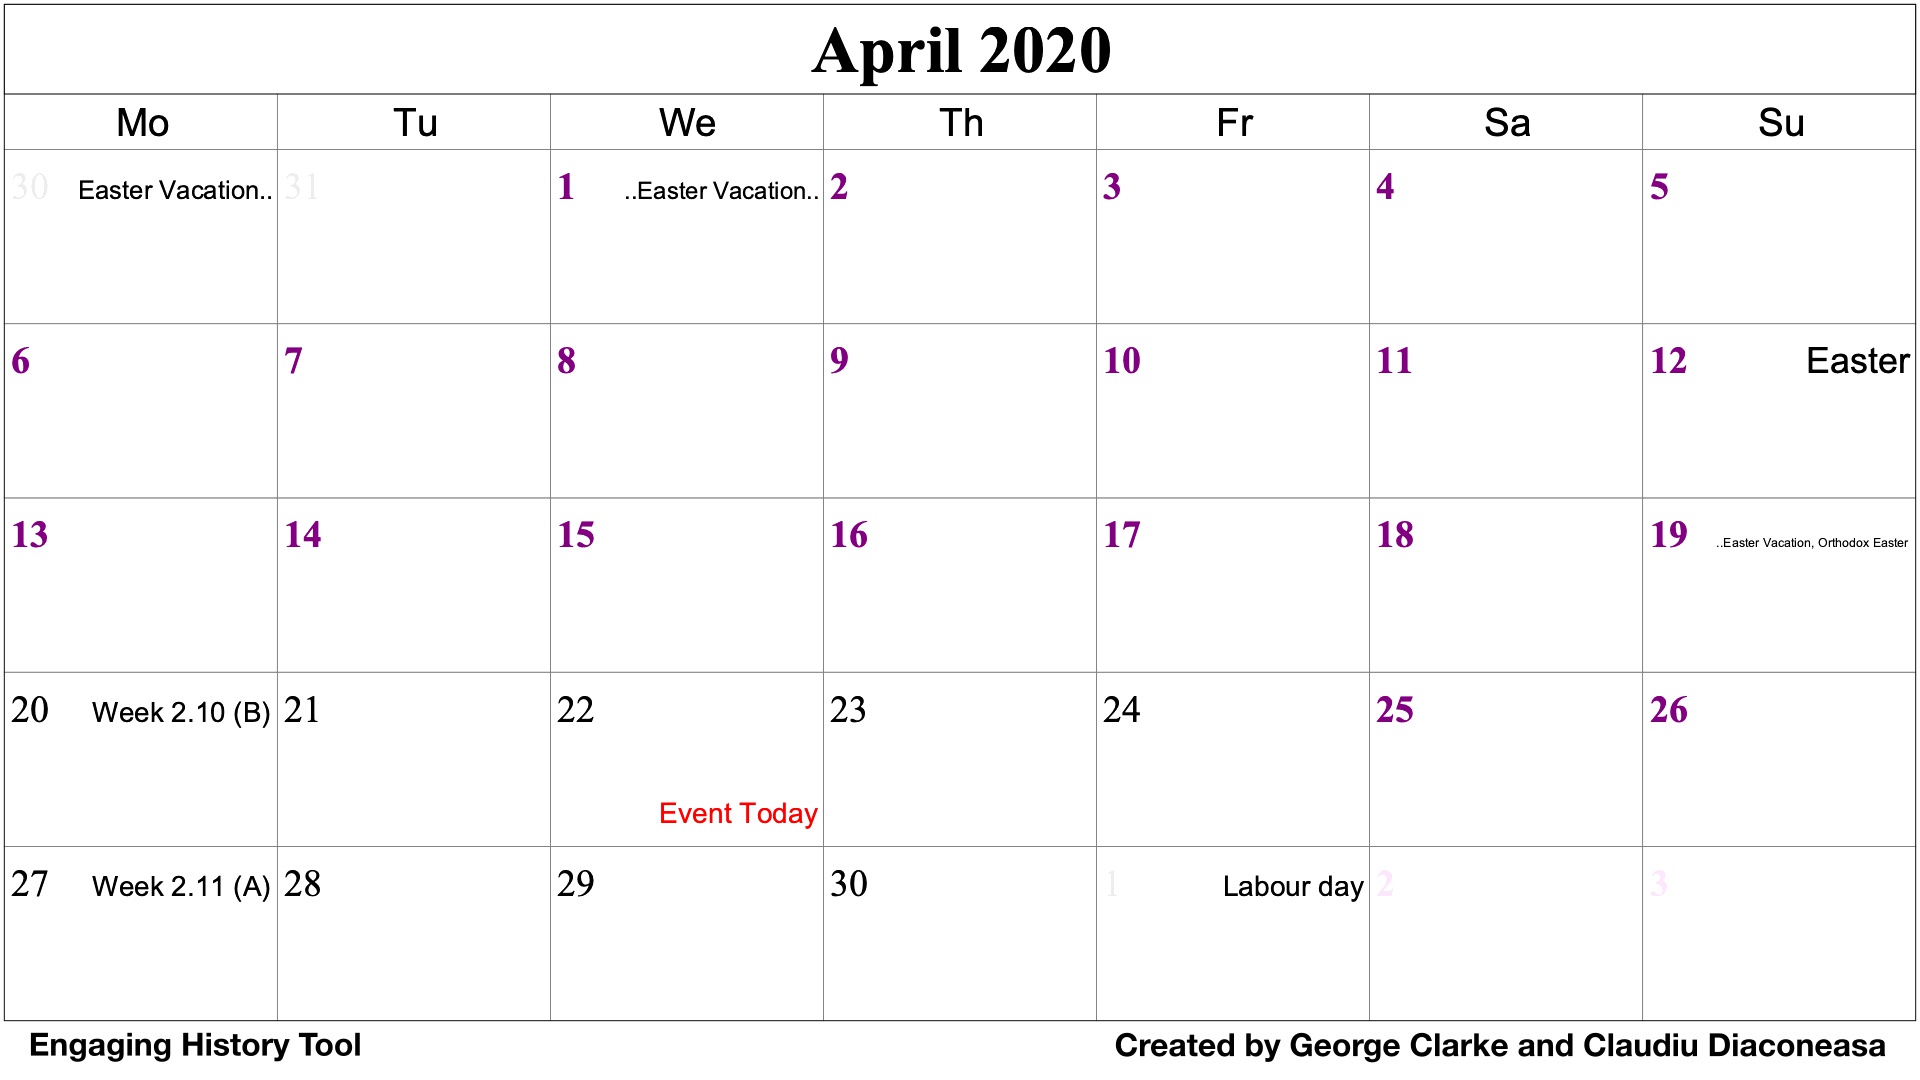 April 2020
Mo Tu We Th Fr Sa Su
30 Easter Vacation.. 31 1 ..Easter Vacation.. 2 3 4 5
6 7 8 9 10 11 12 Easter
13 14 15 16 17 18 19 ..Easter Vacation, Orthodox Easter
20 Week 2.10 (B) 21 22 23 24 25 26
Event Today
27 Week 2.11 (A) 28 29 30 1 Labour day 2 3
Engaging History Tool Created by George Clarke and Claudiu Diaconeasa